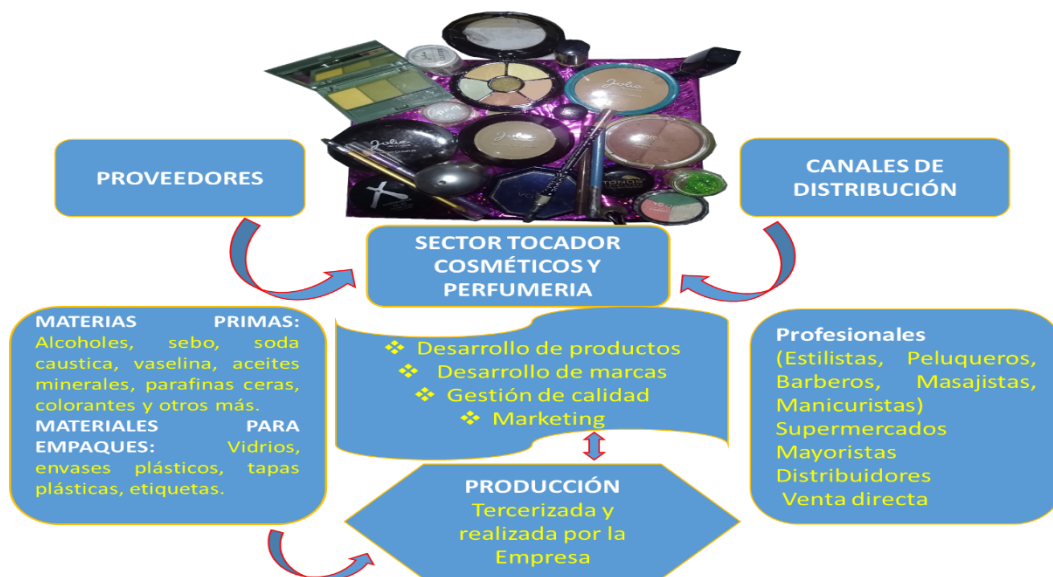 PROVEEDORES
CANALES DE
DISTRIBUCIÓN
Jolie
Jolie
Jolie
SECTOR TOCADOR
COSMÉTICOS Y
PERFUMERIA
MATERIAS PRIMAS:
Alcoholes, sebo, soda
caustica, vaselina, aceites
minerales, parafinas ceras,
colorantes y otros más.
MATERIALES PARA
EMPAQUES: Vidrios,
envases plásticos, tapas
plásticas, etiquetas.
❖ Desarrollo de productos
❖ Desarrollo de marcas
❖ Gestión de calidad
❖ Marketing
PRODUCCIÓN
Tercerizada y
realizada por la
Empresa
Profesionales
(Estilistas, Peluqueros,
Barberos, Masajistas,
Manicuristas)
Supermercados
Mayoristas
Distribuidores
Venta directa